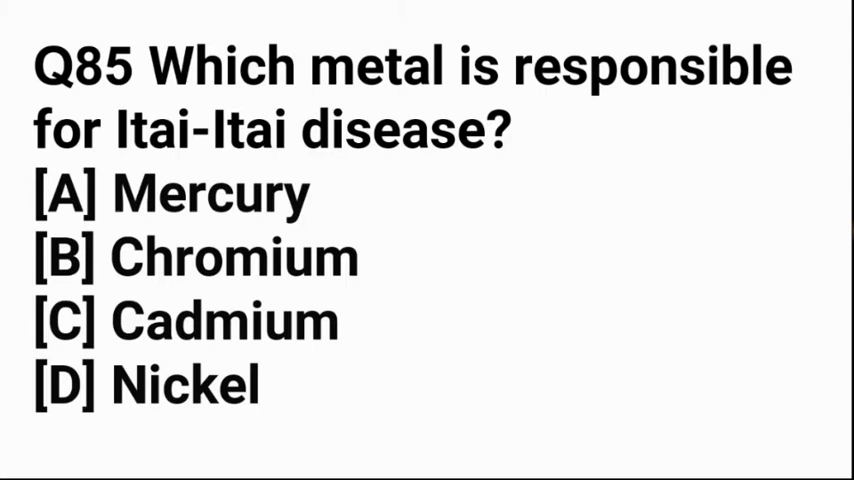 Q85 Which metal is responsible
for Itai-Itai disease?
[A] Mercury
[B] Chromium
[C] Cadmium
[D] Nickel